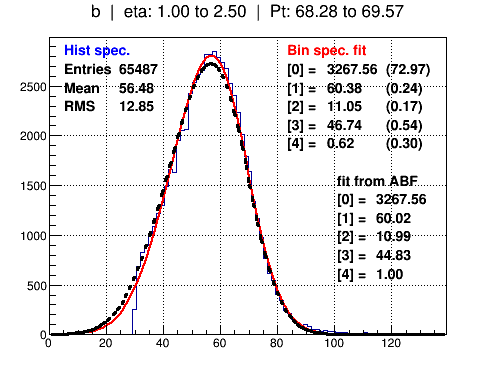 b | eta: 1.00 to 2.50 | Pt: 68.28 to 69.57
Hist spec.
Entries 65487
Mean 56.48
RMS 12.85
Bin spec. fit
[0] = 3267.56 (72.97)
[1] = 60.38 (0.24)
[2] = 11.05 (0.17)
[3] = 46.74 (0.54)
[4] = 0.62 (0.30)
fit from ABF
[0] = 3267.56
[1] = 60.02
[2] = 10.99
[3] = 44.83
[4] = 1.00
2500
2000
1500
1000
500
0
0 20 40 60 80 100 120